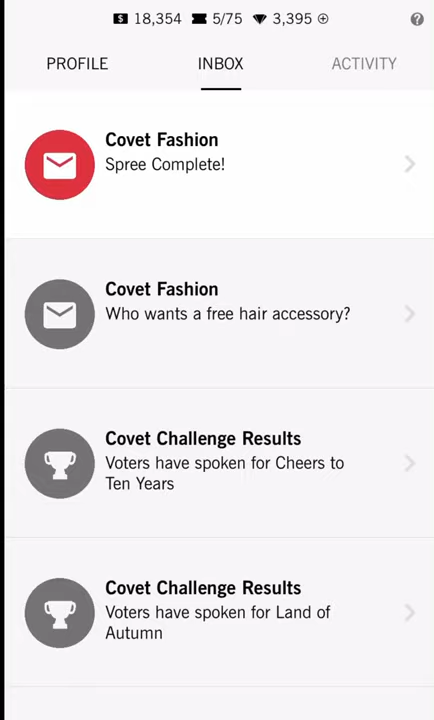 18,354 5/75 3,395
PROFILE INBOX ACTIVITY
Covet Fashion
Spree Complete!
Covet Fashion
Who wants a free hair accessory?
Covet Challenge Results
Voters have spoken for Cheers to
Ten Years
Covet Challenge Results
Voters have spoken for Land of
Autumn